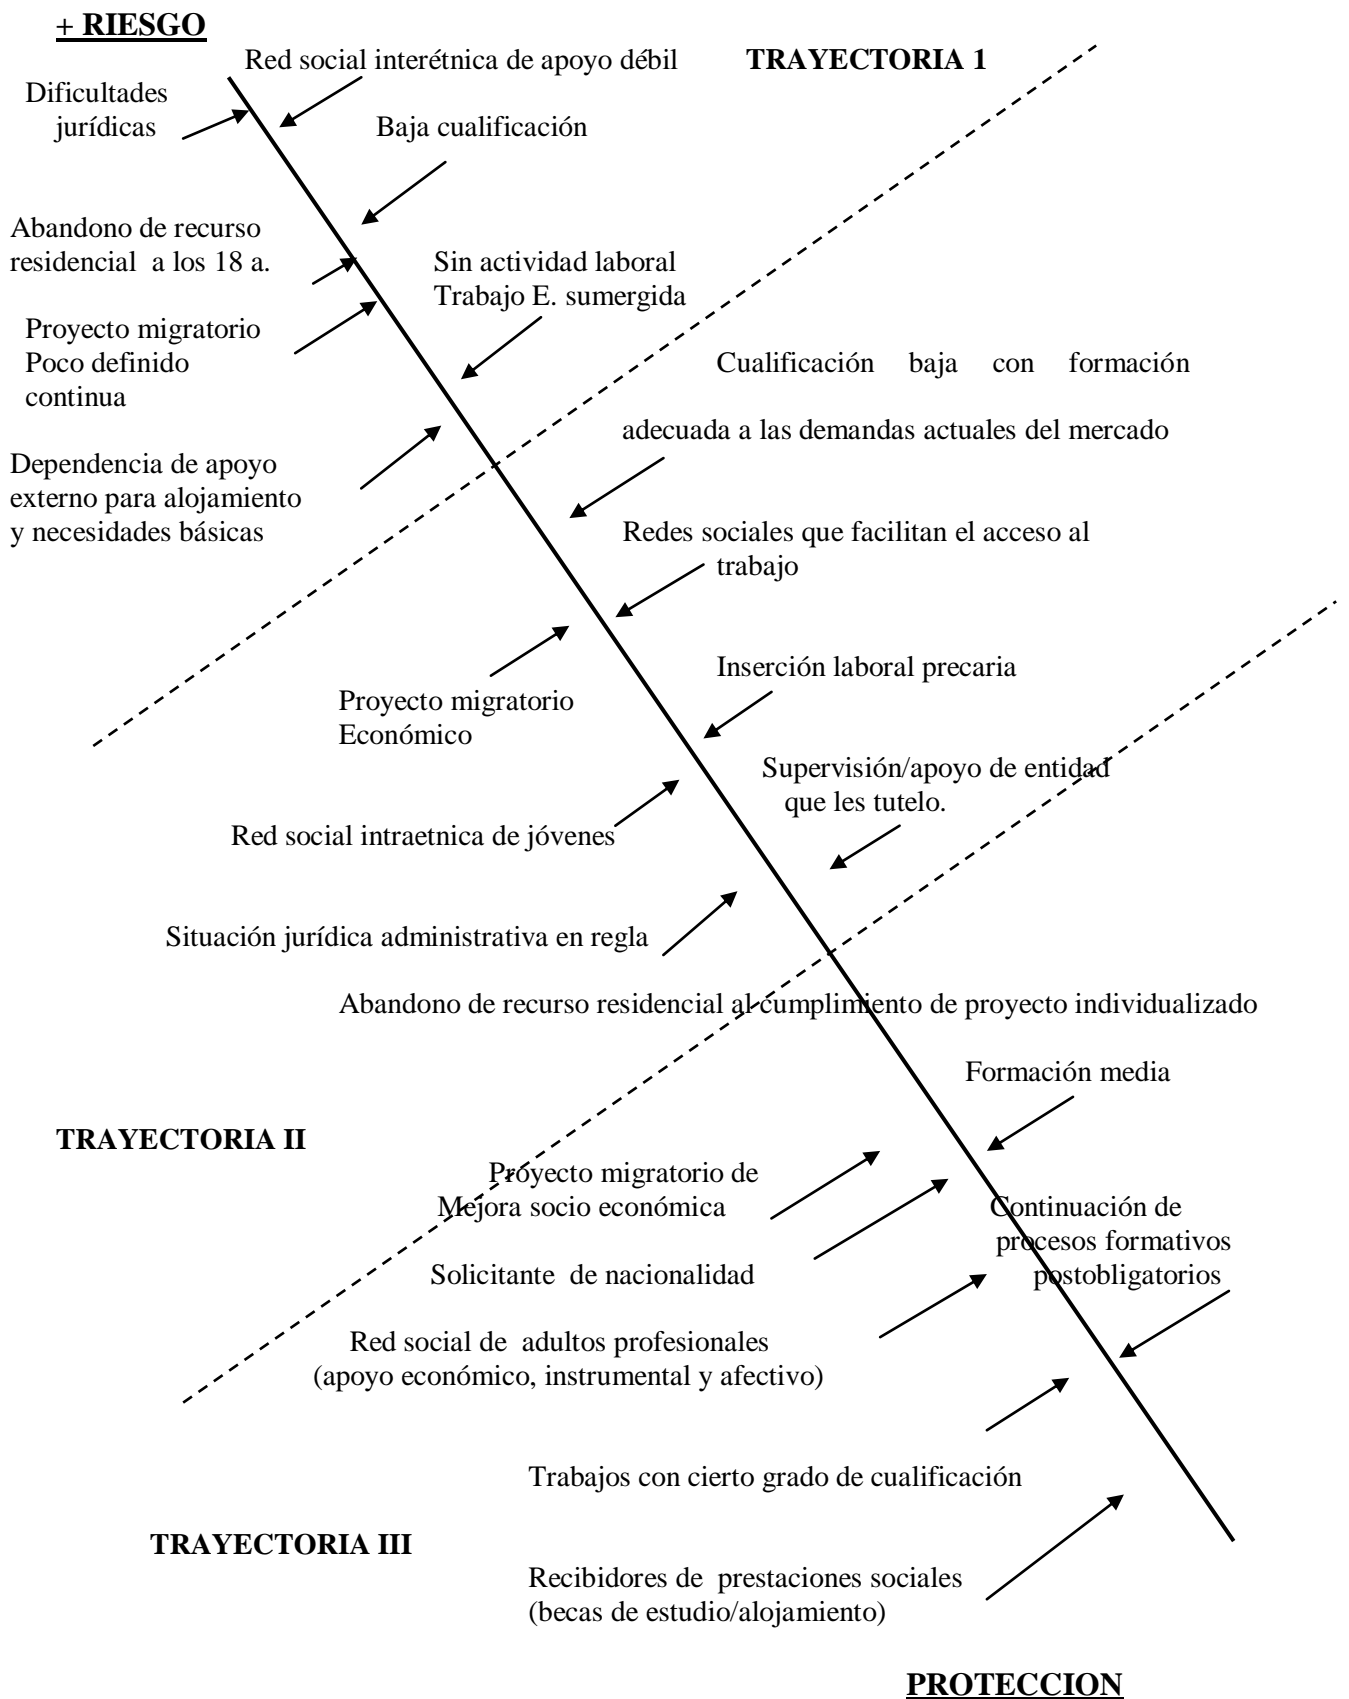 + RIESGO
Red social interétnica de apoyo débil
TRAYECTORIA 1
Dificultades
jurídicas
Baja cualificación
Abandono de recurso
residencial a los 18 a.
Sin actividad laboral
Trabajo E. sumergida
Proyecto migratorio
Poco definido
continua
Cualificación baja con formación
adecuada a las demandas actuales del mercado
Dependencia de apoyo
externo para alojamiento
y necesidades básicas
Redes sociales que facilitan el acceso al
trabajo
Inserción laboral precaria
Proyecto migratorio
Económico
Supervisión/apoyo de entidad
que les tutelo.
Red social intraetnica de jóvenes
Situación jurídica administrativa en regla
Abandono de recurso residencial al cumplimiento de proyecto individualizado
Formación media
TRAYECTORIA II
Proyecto migratorio de
Mejora socio económica
Continuación de
procesos formativos
postobligatorios
Solicitante de nacionalidad
Red social de adultos profesionales
(apoyo económico, instrumental y afectivo)
Trabajos con cierto grado de cualificación
TRAYECTORIA III
Recibidores de prestaciones sociales
(becas de estudio/alojamiento)
PROTECCION